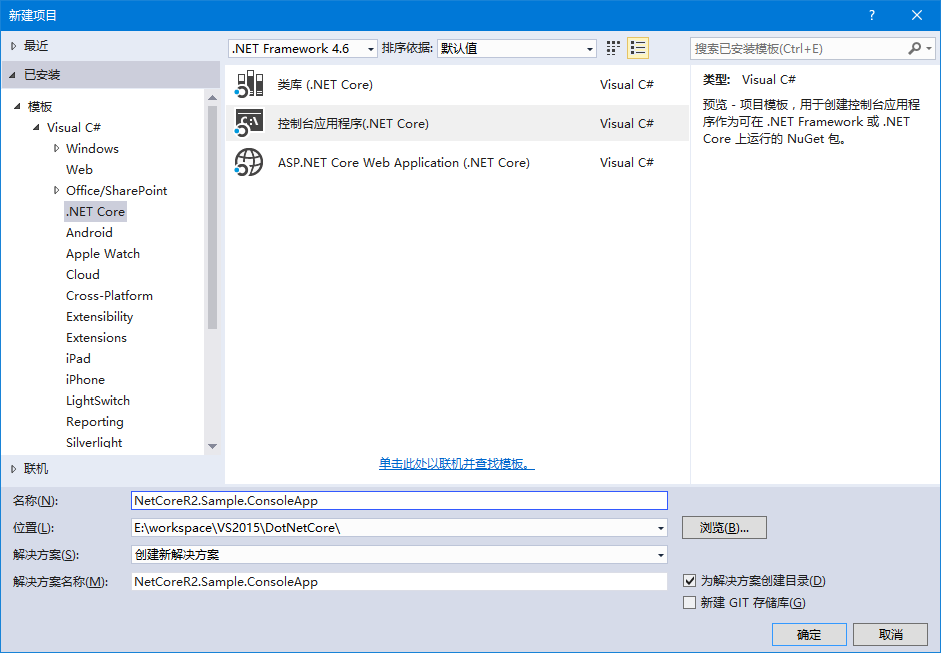 新建项目
?
最近
已安装
模板
Visual C#
Windows
Web
Office/SharePoint
.NET Core
Android
Apple Watch
Cloud
Cross-Platform
Extensibility
Extensions
iPad
iPhone
LightSwitch
Reporting
Silverlight
联机
.NET Framework 4.6 排序依据: 默认值
类库 (.NET Core) Visual C#
控制台应用程序(.NET Core) Visual C#
ASP.NET Core Web Application (.NET Core) Visual C#
单击此处以联机并查找模板。
搜索已安装模板(Ctrl+E)
类型: Visual C#
预览 - 项目模板，用于创建控制台应用程
序作为可在 .NET Framework 或 .NET
Core 上运行的 NuGet 包。
名称(N): NetCoreR2.Sample.ConsoleApp
位置(L): E:\workspace\VS2015\DotNetCore\ 浏览(B)...
解决方案(S): 创建新解决方案
解决方案名称(M): NetCoreR2.Sample.ConsoleApp
为解决方案创建目录(D)
新建 GIT 存储库(G)
确定 取消